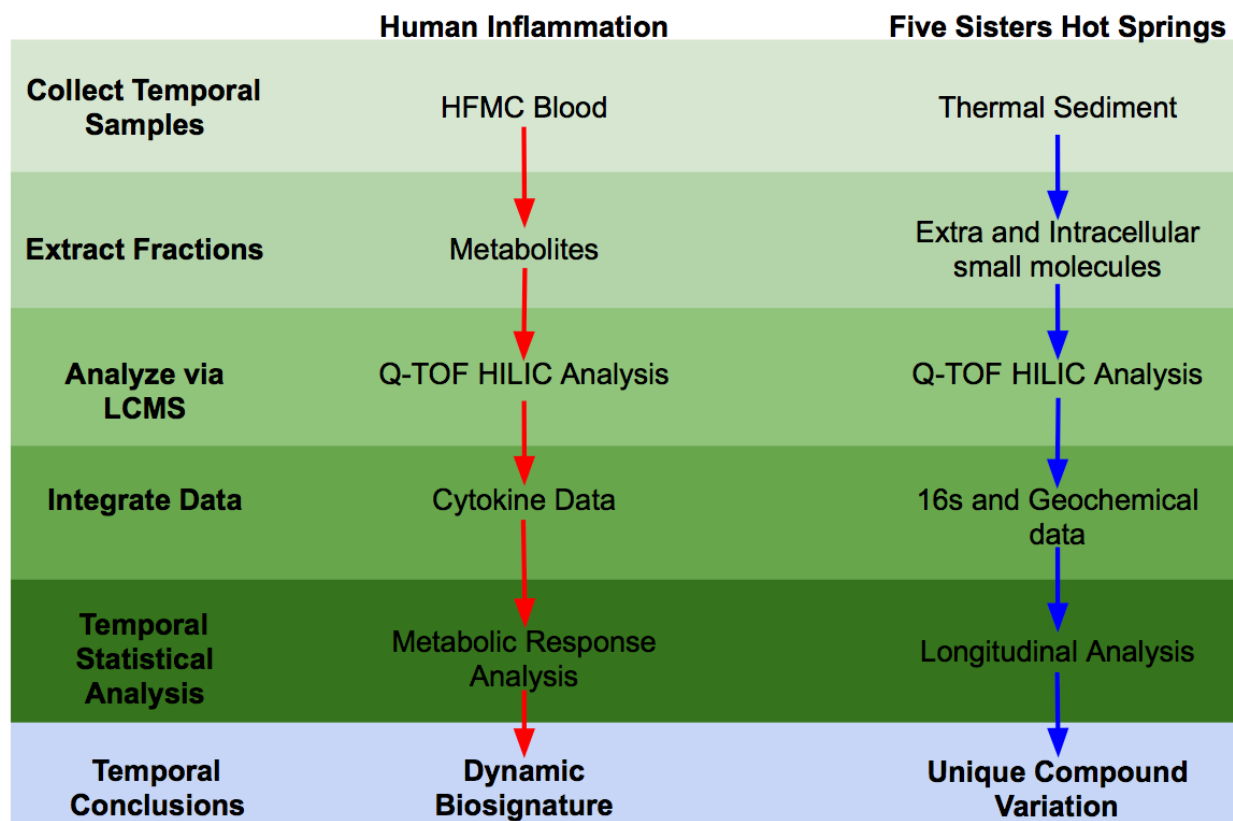 Human Inflammation
Five Sisters Hot Springs
Collect Temporal
Samples
HFMC Blood
Thermal Sediment
Extract Fractions
Metabolites
Extra and Intracellular
small molecules
Analyze via
LCMS
Q-TOF HILIC Analysis
Q-TOF HILIC Analysis
Integrate Data
Cytokine Data
16s and Geochemical
data
Temporal
Statistical
Analysis
Metabolic Response
Analysis
Longitudinal Analysis
Temporal
Conclusions
Dynamic
Biosignature
Unique Compound
Variation